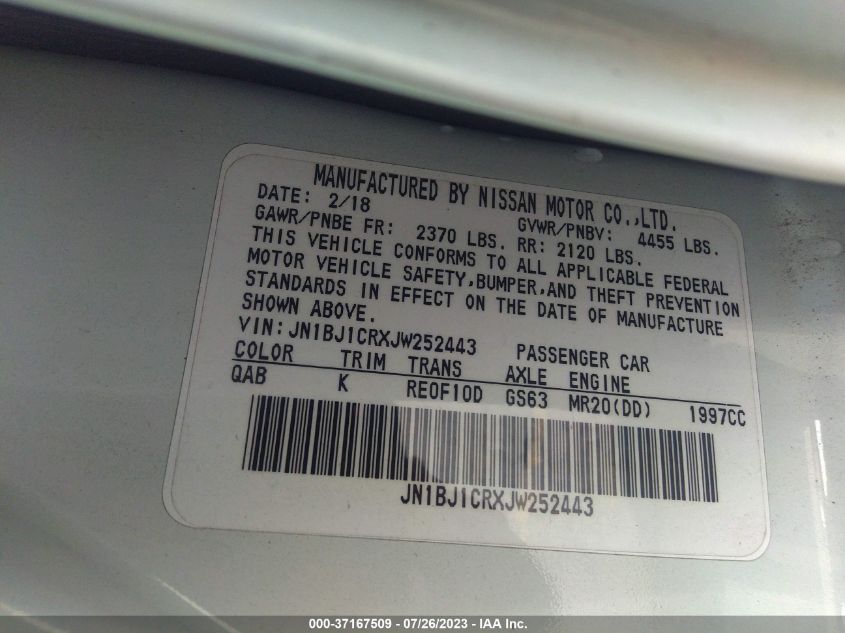 MANUFACTURED BY NISSAN MOTOR CO.,LTD.
DATE: 2/18 GVWR/PNBV: 4455 LBS.
GAWR/PNBE FR: 2370 LBS. RR: 2120 LBS.
THIS VEHICLE CONFORMS TO ALL APPLICABLE FEDERAL
MOTOR VEHICLE SAFETY,BUMPER,AND THEFT PREVENTION
STANDARDS IN EFFECT ON THE DATE OF MANUFACTURE
SHOWN ABOVE.
VIN:JN1BJ1CRXJW252443 PASSENGER CAR
COLOR TRIM TRANS AXLE ENGINE
QAB K RE0F10D GS63 MR20(DD) 1997CC
JN1BJ1CRXJW252443
000-37167509 - 07/26/2023 - IAA Inc.